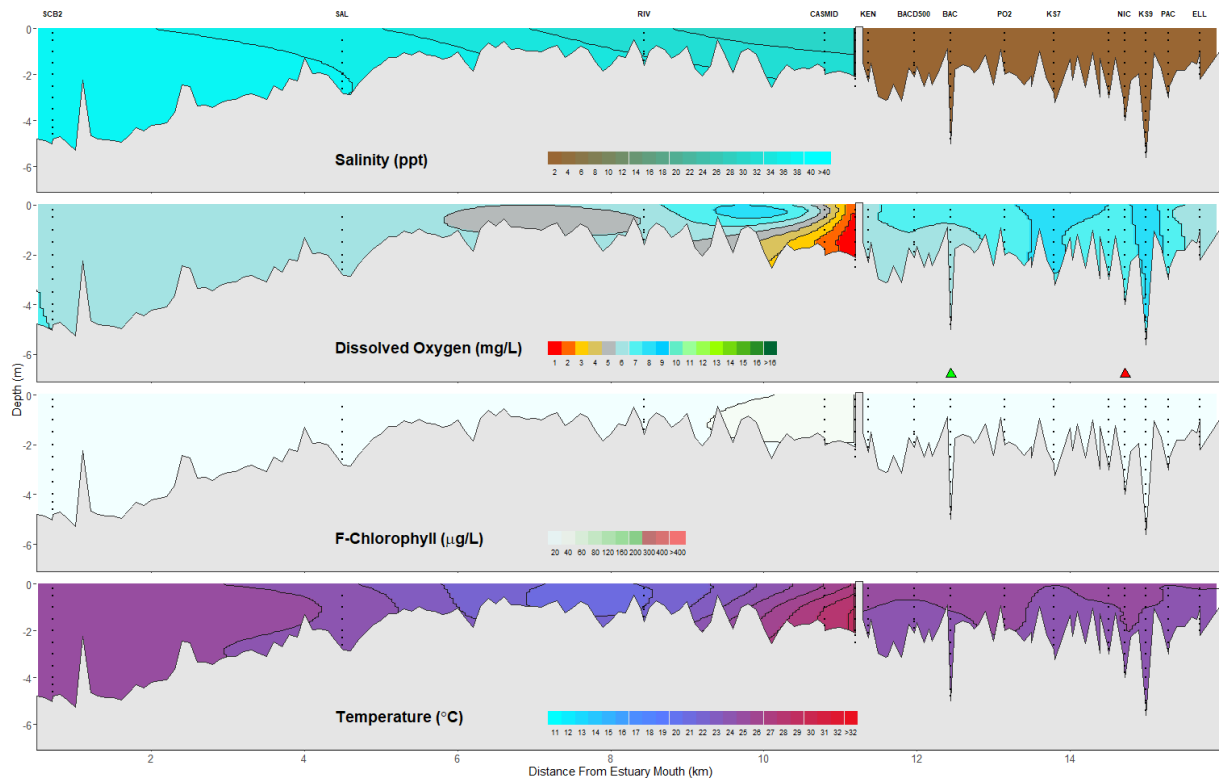 SCB2 SAL RIV CASMID KEN BACD500 BAC PO2 KS7 NIC KS9 PAC ELL
0
-2
-4
-6
Salinity (ppt)
2 4 6 8 10 12 14 16 18 20 22 24 26 28 30 32 34 36 38 40 >40
0
-2
-4
-6
Dissolved Oxygen (mg/L)
1 2 3 4 5 6 7 8 9 10 11 12 13 14 15 16 >16
Depth (m)
0
-2
-4
-6
F-Chlorophyll (µg/L)
20 40 60 80 120 160 200 300 400 >400
0
-2
-4
-6
Temperature (°C)
11 12 13 14 15 16 17 18 19 20 21 22 23 24 25 26 27 28 29 30 31 32 >32
2 4 6 8 10 12 14
Distance From Estuary Mouth (km)